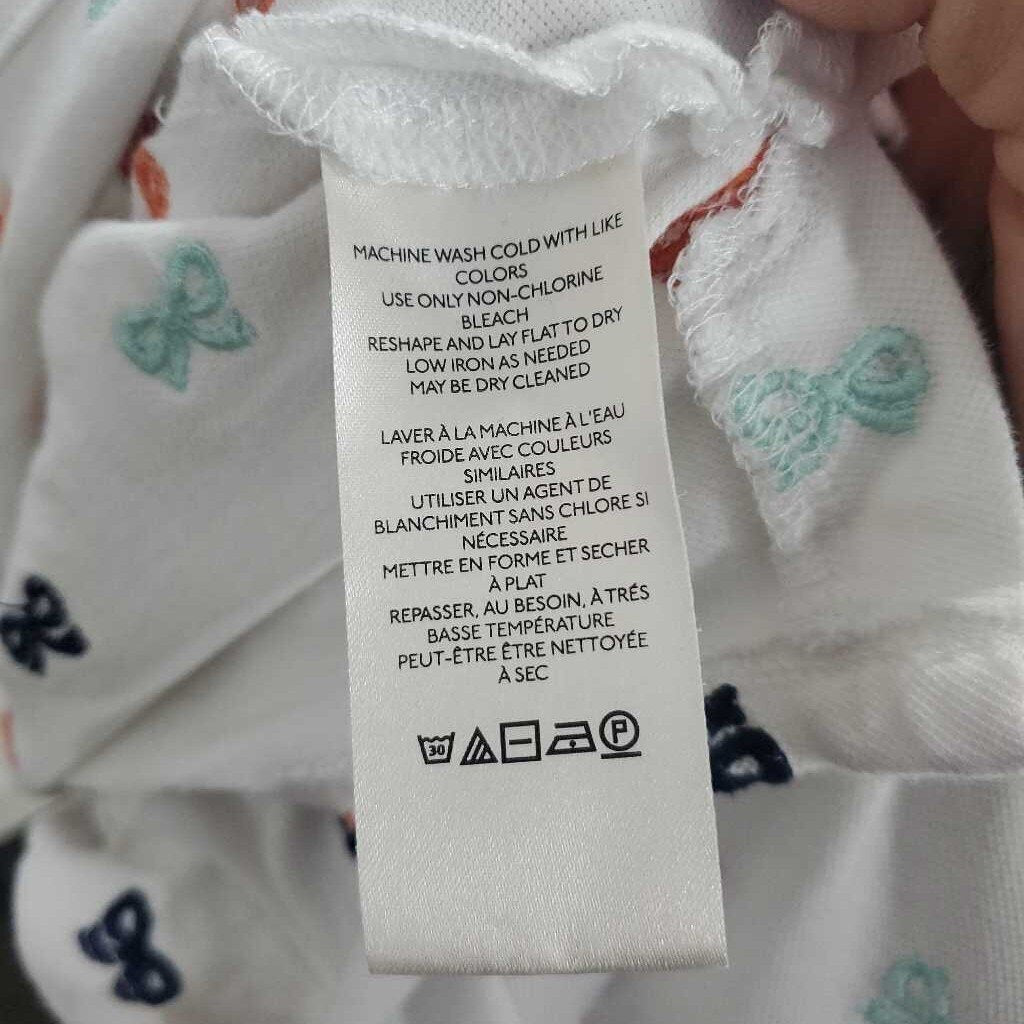 MACHINE WASH COLD WITH LIKE
COLORS
USE ONLY NON-CHLORINE
BLEACH
RESHAPE AND LAY FLAT TO DRY
LOW IRON AS NEEDED
MAY BE DRY CLEANED
LAVER À LA MACHINE À L'EAU
FROIDE AVEC COULEURS
SIMILAIRES
UTILISER UN AGENT DE
BLANCHIMENT SANS CHLORE SI
NÉCESSAIRE
METTRE EN FORME ET SECHER
À PLAT
REPASSER, AU BESOIN, À TRÉS
BASSE TEMPÉRATURE
PEUT-ÊTRE ÊTRE NETTOYÉE
À SEC
30 P